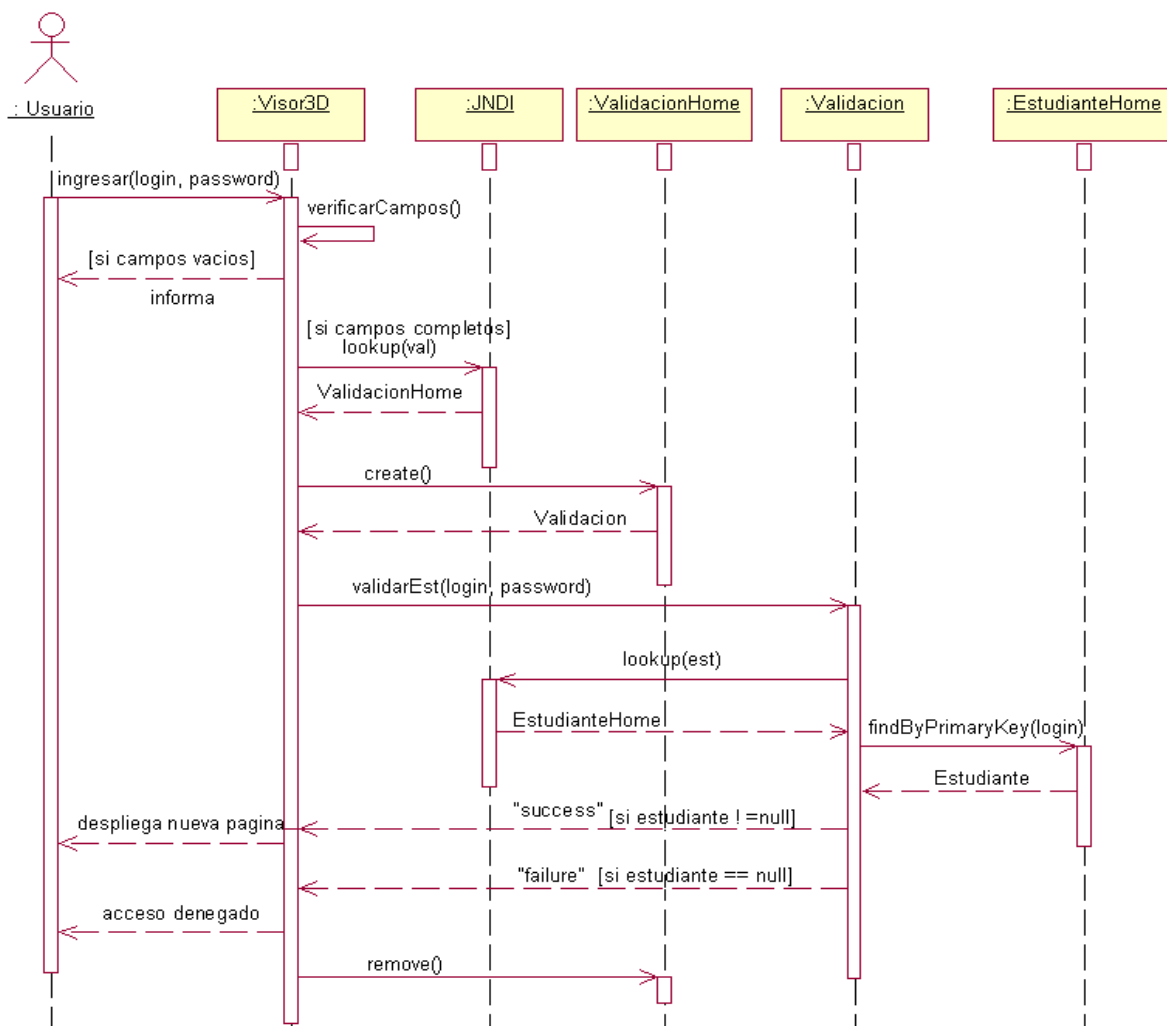 : Usuario
:Visor3D
:JNDI
:ValidacionHome
:Validacion
:EstudianteHome
ingresar(login, password)
verificarCampos()
[si campos vacios]
informa
[si campos completos]
lookup(val)
ValidacionHome
create()
Validacion
validarEst(login, password)
lookup(est)
EstudianteHome
findByPrimaryKey(login)
Estudiante
"success" [si estudiante ! =null]
despliega nueva pagina
"failure" [si estudiante == null]
acceso denegado
remove()